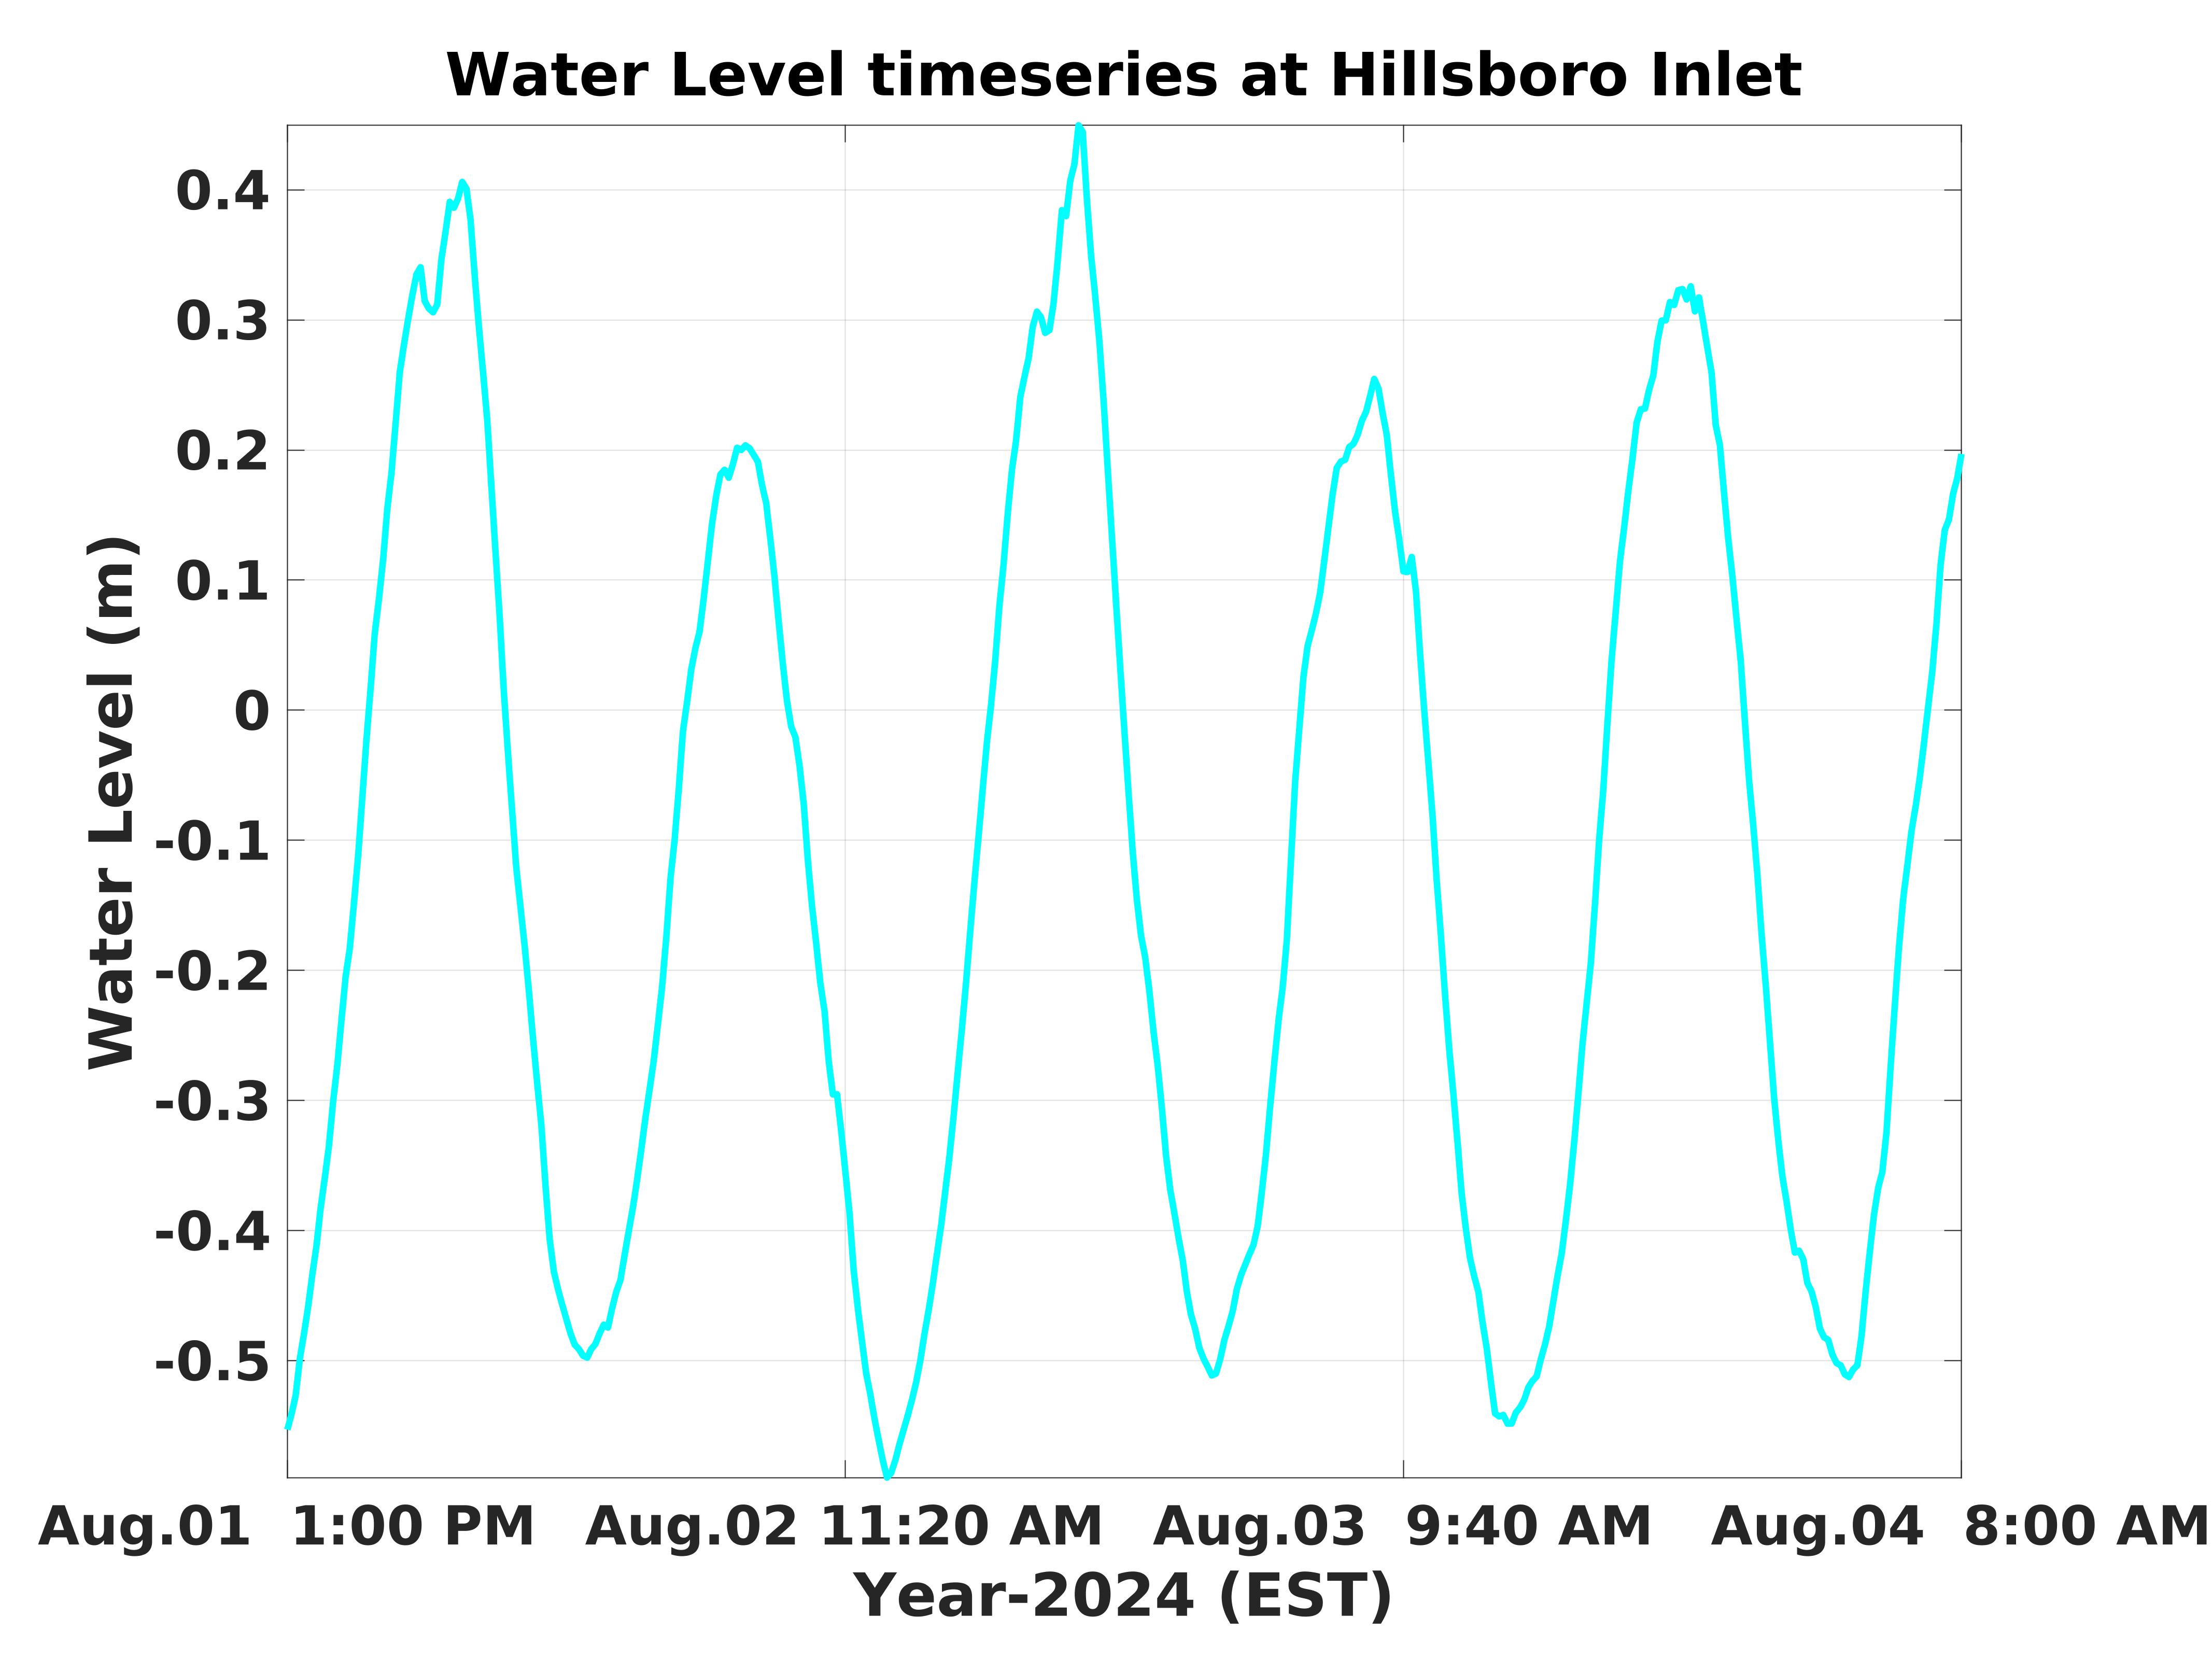 Water Level timeseries at Hillsboro Inlet
Water Level (m)
0.4
0.3
0.2
0.1
0
-0.1
-0.2
-0.3
-0.4
-0.5
Aug.01 1:00 PM Aug.02 11:20 AM Aug.03 9:40 AM Aug.04 8:00 AM
Year-2024 (EST)